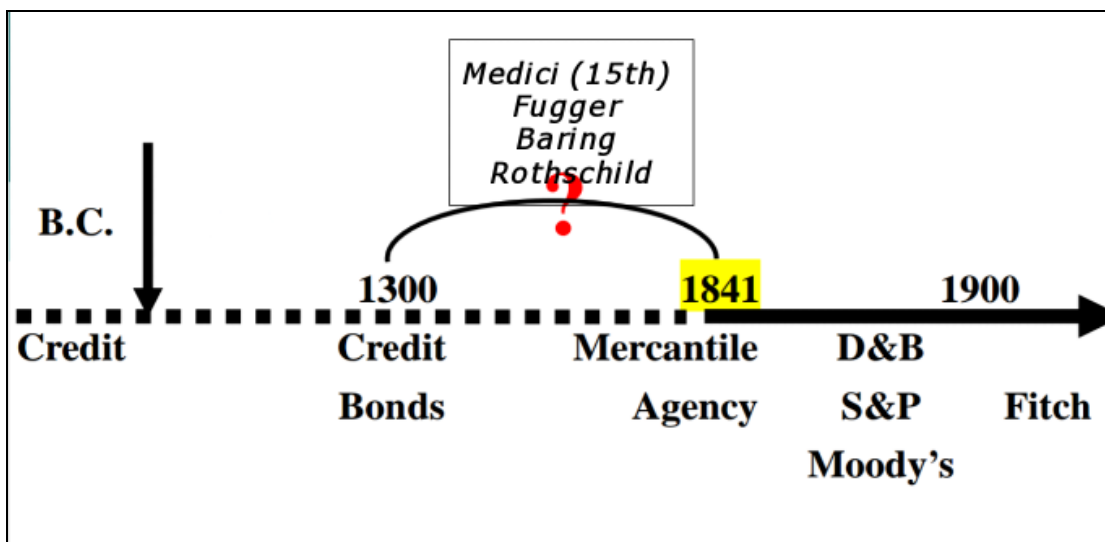 Medici (15th)
Fugger
Baring
Rothschild
?
B.C.
1300 1841 1900
Credit Credit Mercantile D&B
Bonds Agency S&P Fitch
Moody's